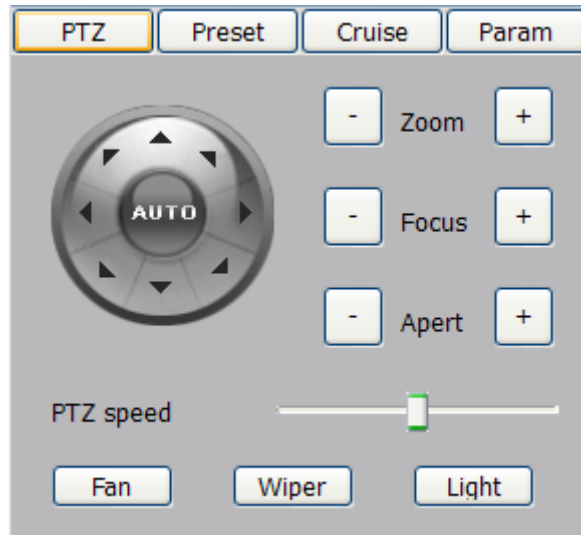 PTZ Preset Cruise Param
- Zoom +
AUTO
- Focus +
- Apert +
PTZ speed
Fan Wiper Light